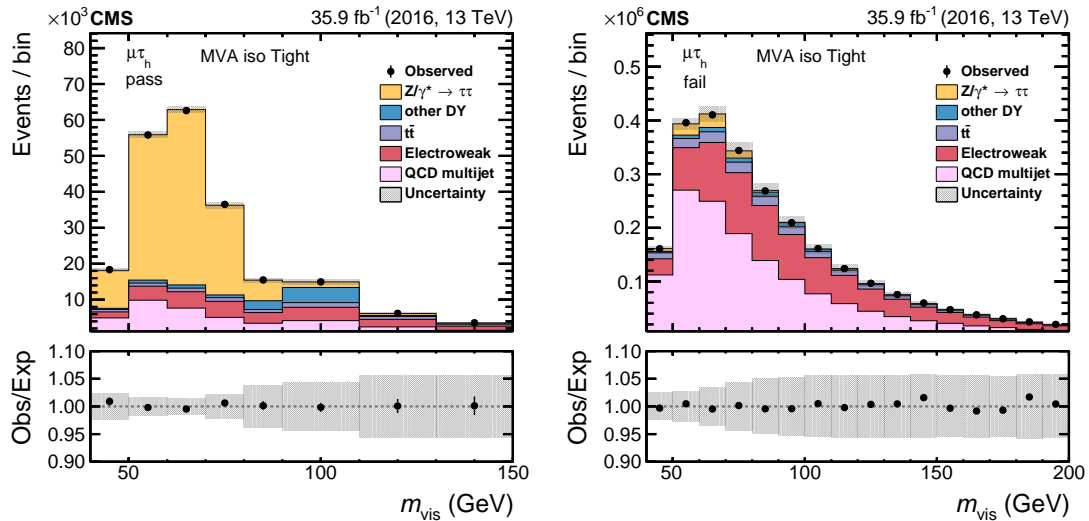 ×10³ CMS 35.9 fb⁻¹ (2016, 13 TeV)
Events / bin
80
70
60
50
40
30
20
10
μτₕ
pass
MVA iso Tight
Observed
Z/γ* → ττ
other DY
tt̄
Electroweak
QCD multijet
Uncertainty
Obs/Exp
1.10
1.05
1.00
0.95
0.90
50 100 150
m_vis (GeV)
×10⁶ CMS 35.9 fb⁻¹ (2016, 13 TeV)
Events / bin
0.5
0.4
0.3
0.2
0.1
μτₕ
fail
MVA iso Tight
Observed
Z/γ* → ττ
other DY
tt̄
Electroweak
QCD multijet
Uncertainty
Obs/Exp
1.10
1.05
1.00
0.95
0.90
50 100 150 200
m_vis (GeV)